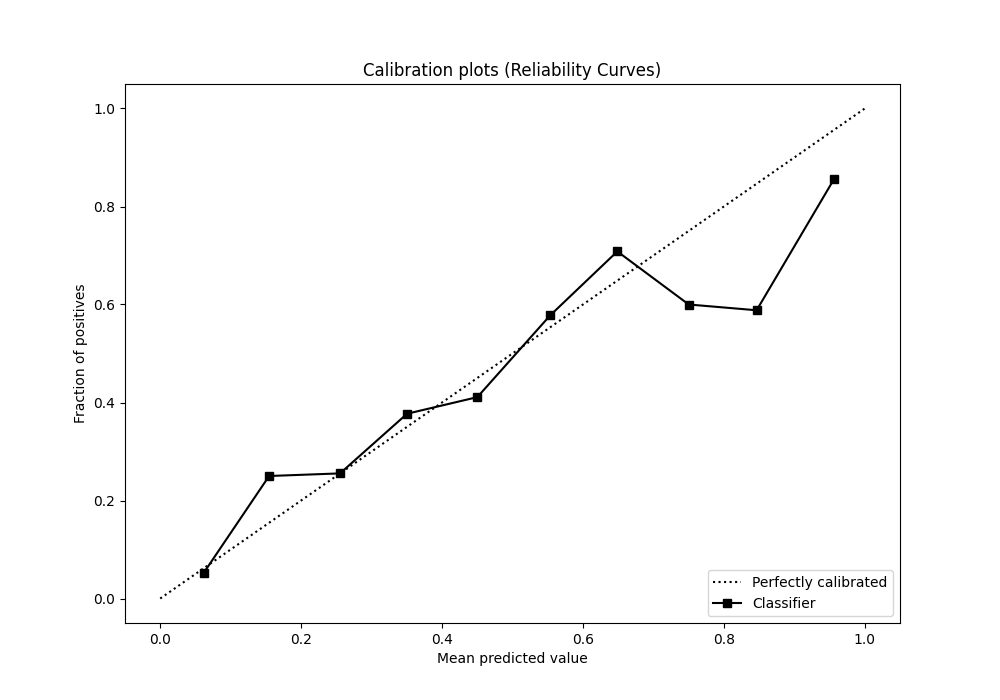 Calibration plots (Reliability Curves)
1.0
0.8
0.6
0.4
0.2
0.0
Fraction of positives
0.0 0.2 0.4 0.6 0.8 1.0
Mean predicted value
Perfectly calibrated
Classifier